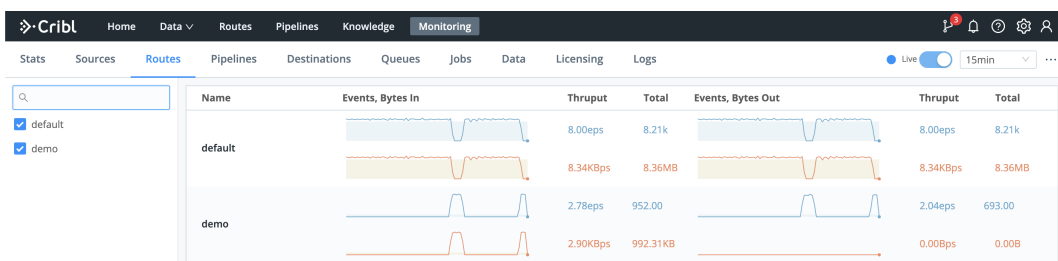 Cribl Home Data Routes Pipelines Knowledge Monitoring 3
Stats Sources Routes Pipelines Destinations Queues Jobs Data Licensing Logs Live 15min
Name Events, Bytes In Thruput Total Events, Bytes Out Thruput Total
default
demo
default
8.00eps 8.21k 8.00eps 8.21k
8.34KBps 8.36MB 8.34KBps 8.36MB
demo
2.78eps 952.00 2.04eps 693.00
2.90KBps 992.31KB 0.00Bps 0.00B